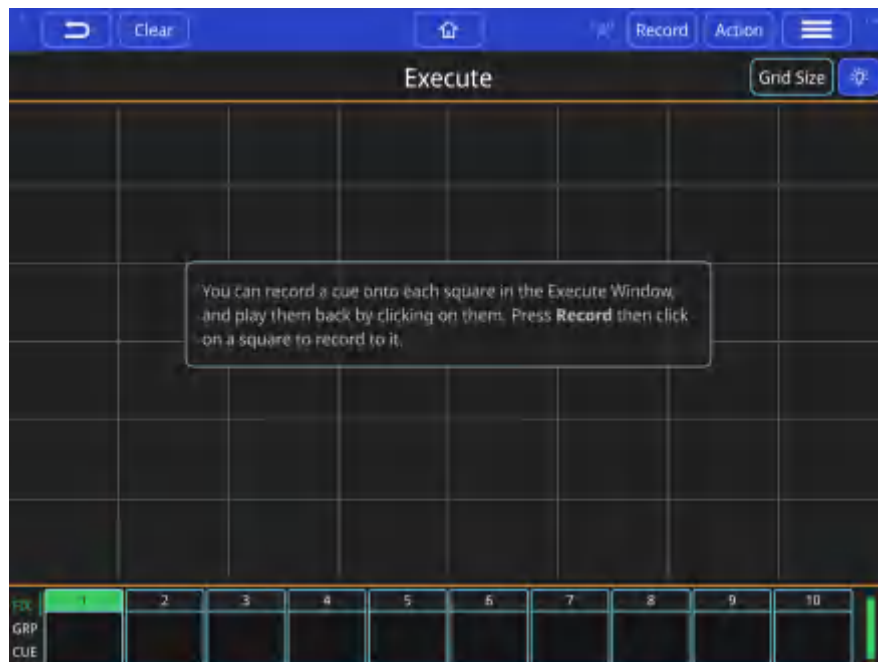 Clear
Record
Action
Execute
Grid Size
You can record a cue onto each square in the Execute Window,
and play them back by clicking on them. Press Record then click
on a square to record to it.
FIX 1 2 3 4 5 6 7 8 9 10
GRP
CUE